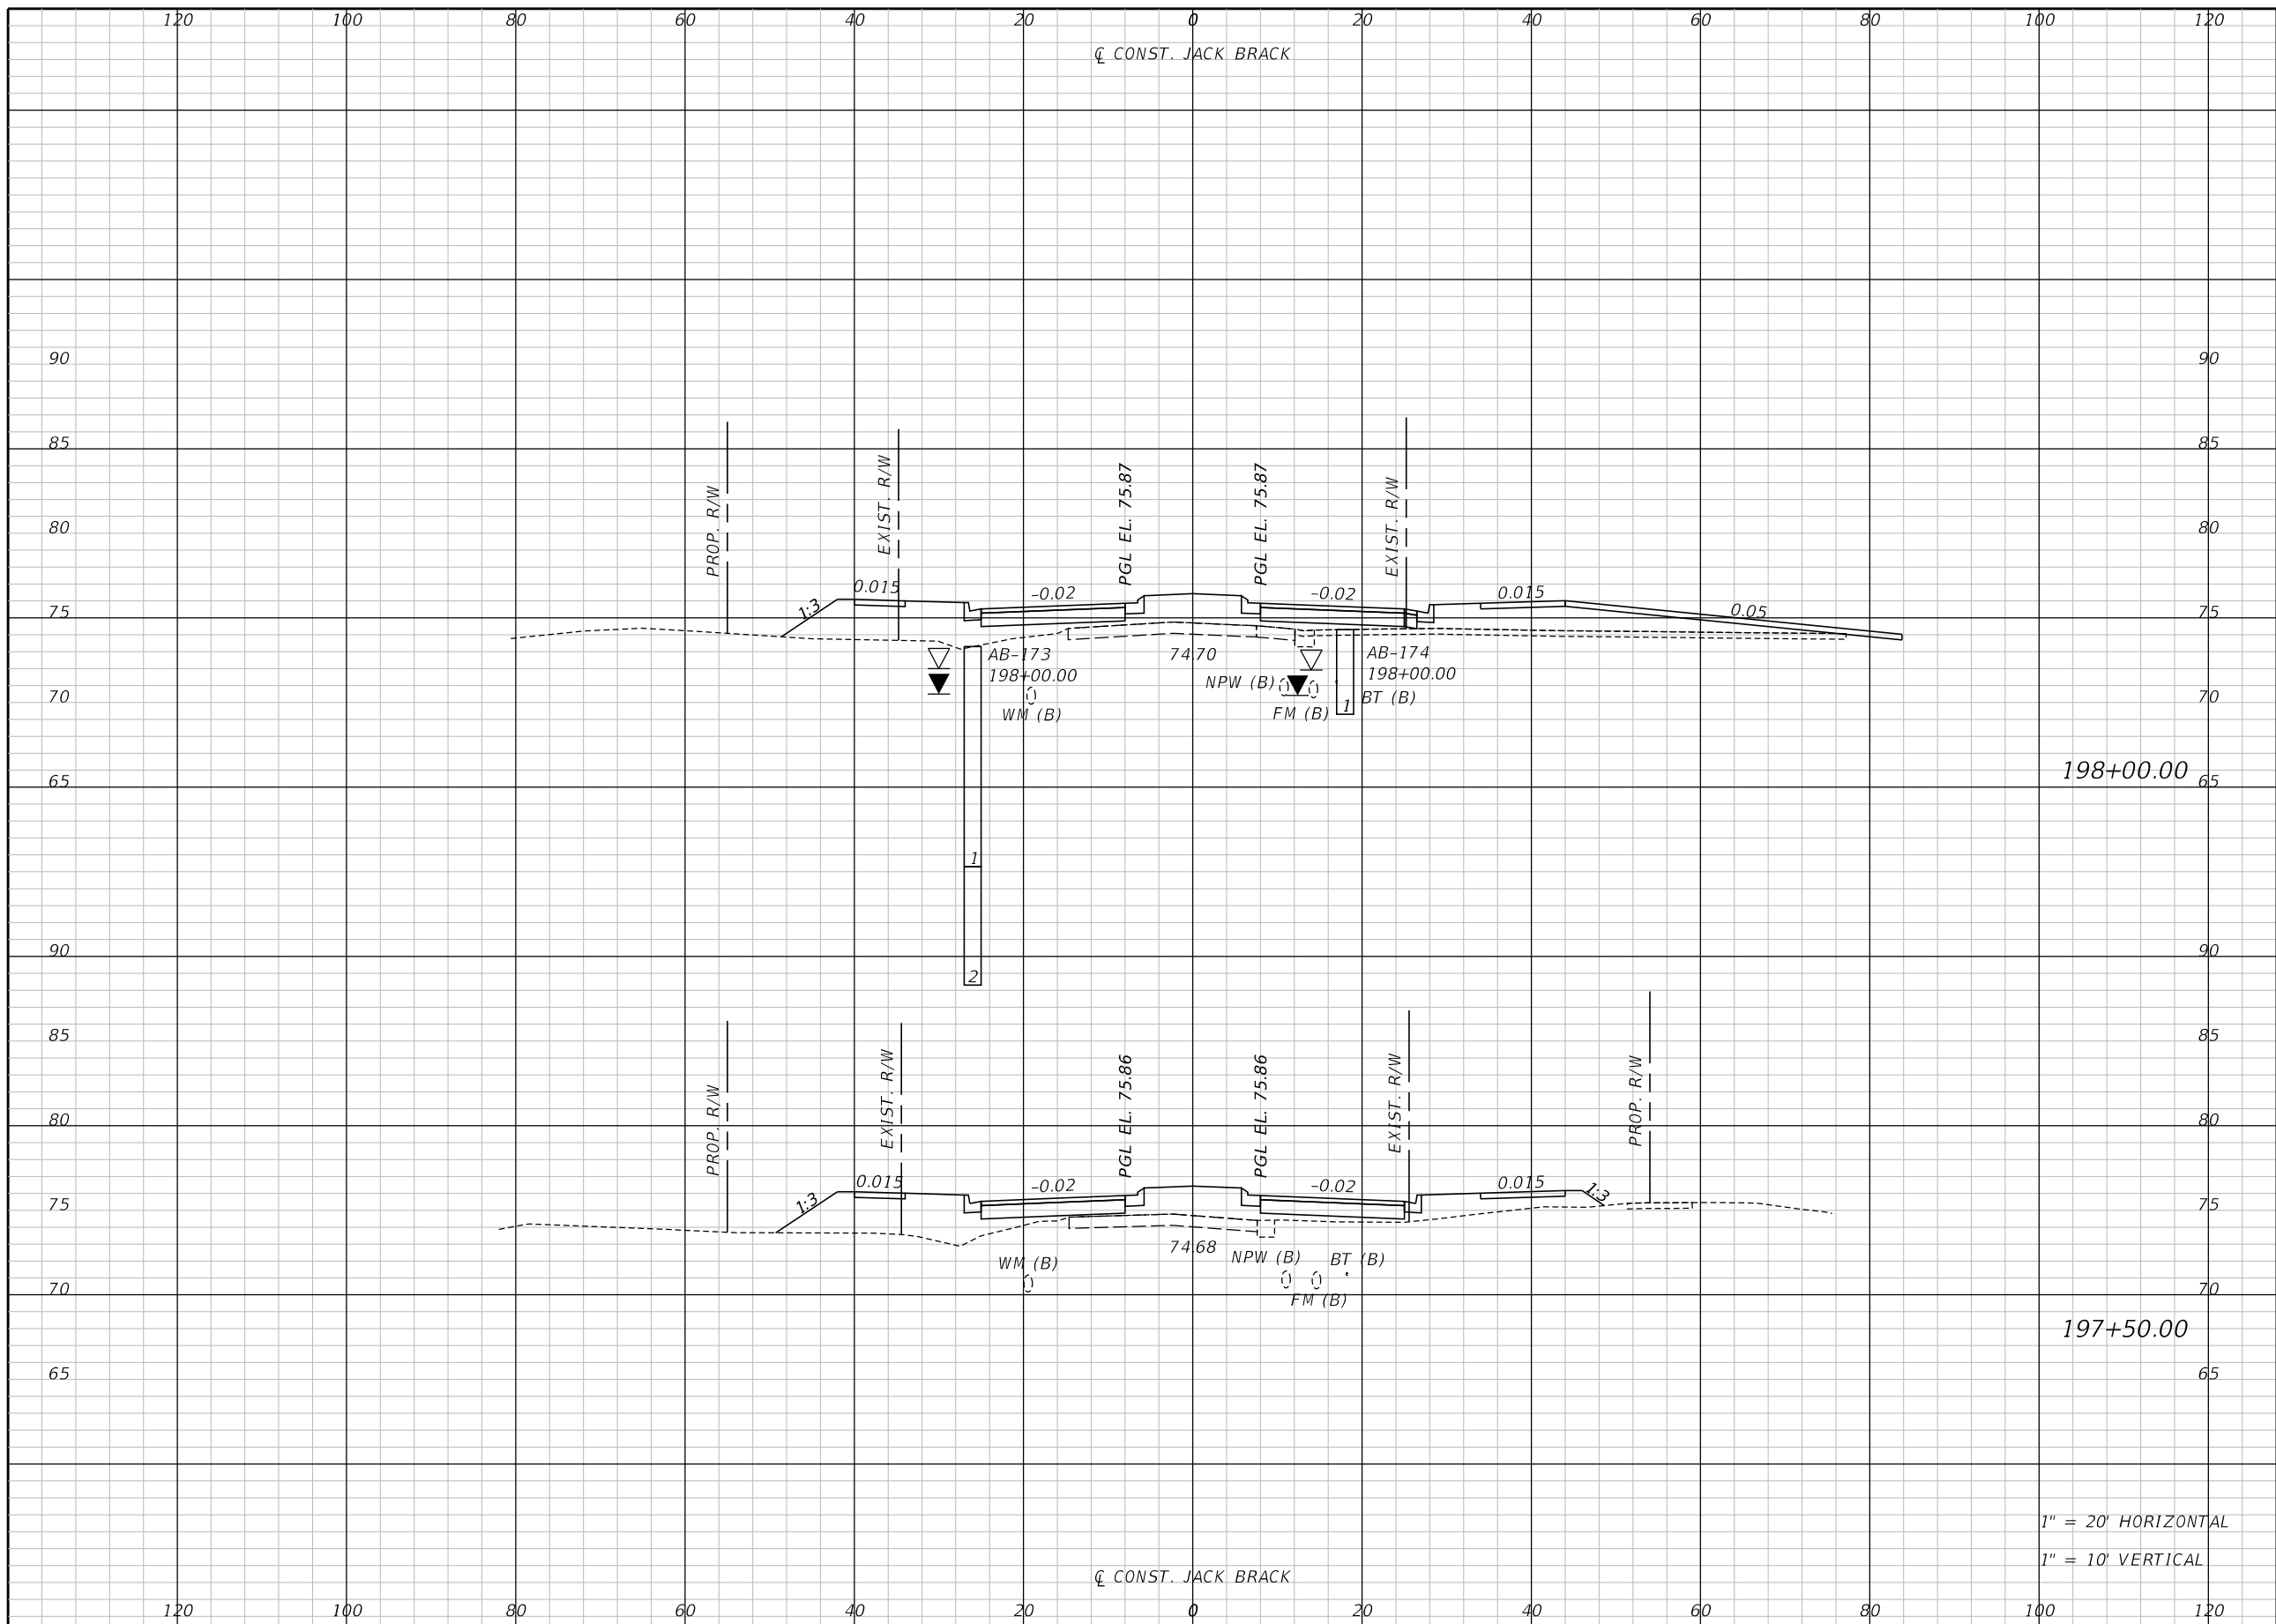 120 100 80 60 40 20 0 20 40 60 80 100 120
℄ CONST. JACK BRACK
90 90
85 85
PROP. R/W
EXIST. R/W
PGL EL. 75.87
PGL EL. 75.87
EXIST. R/W
80 80
75 75
1:3
0.015
-0.02
-0.02
0.015
0.05
AB-173
198+00.00
WM (B)
74.70
NPW (B)
FM (B)
AB-174
198+00.00
BT (B)
1
70 70
198+00.00
65 65
1
2
90 90
85 85
PROP. R/W
EXIST. R/W
PGL EL. 75.86
PGL EL. 75.86
EXIST. R/W
PROP. R/W
80 80
75 75
1:3
0.015
-0.02
-0.02
0.015
1:3
74.68
WM (B)
NPW (B)
BT (B)
FM (B)
70 70
197+50.00
65 65
1" = 20' HORIZONTAL
1" = 10' VERTICAL
℄ CONST. JACK BRACK
120 100 80 60 40 20 0 20 40 60 80 100 120